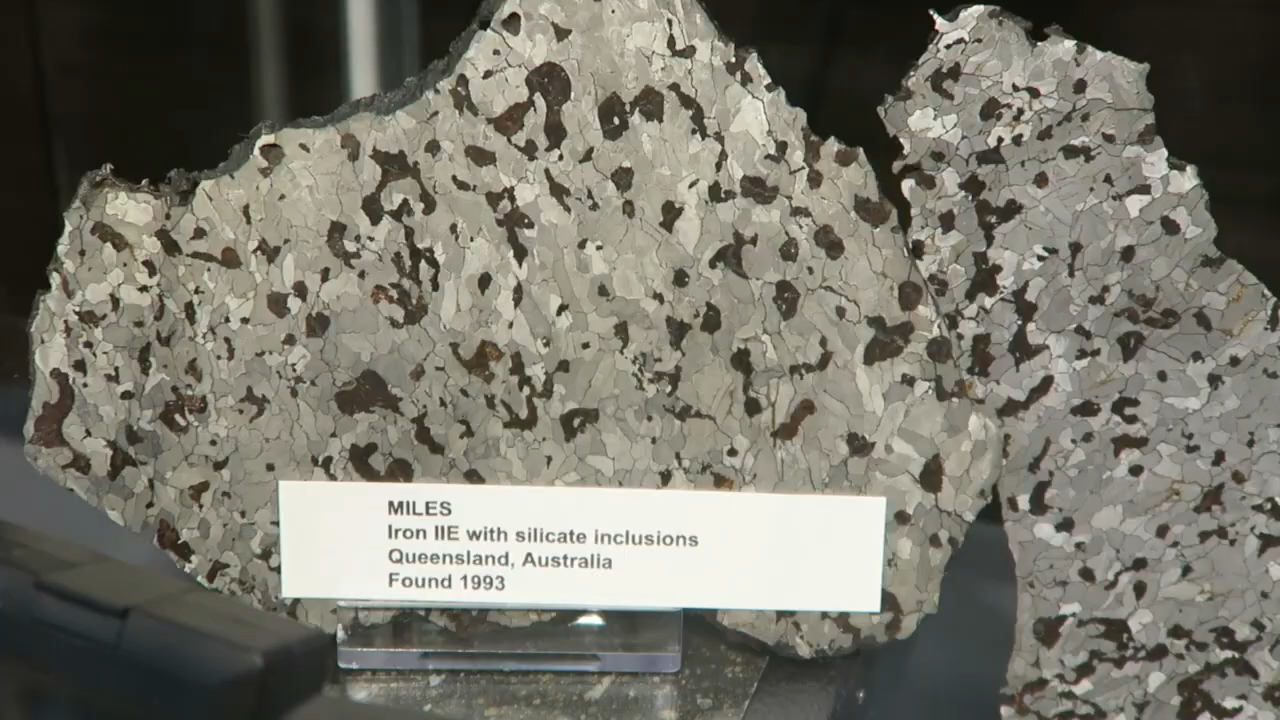 MILES
Iron IIE with silicate inclusions
Queensland, Australia
Found 1993